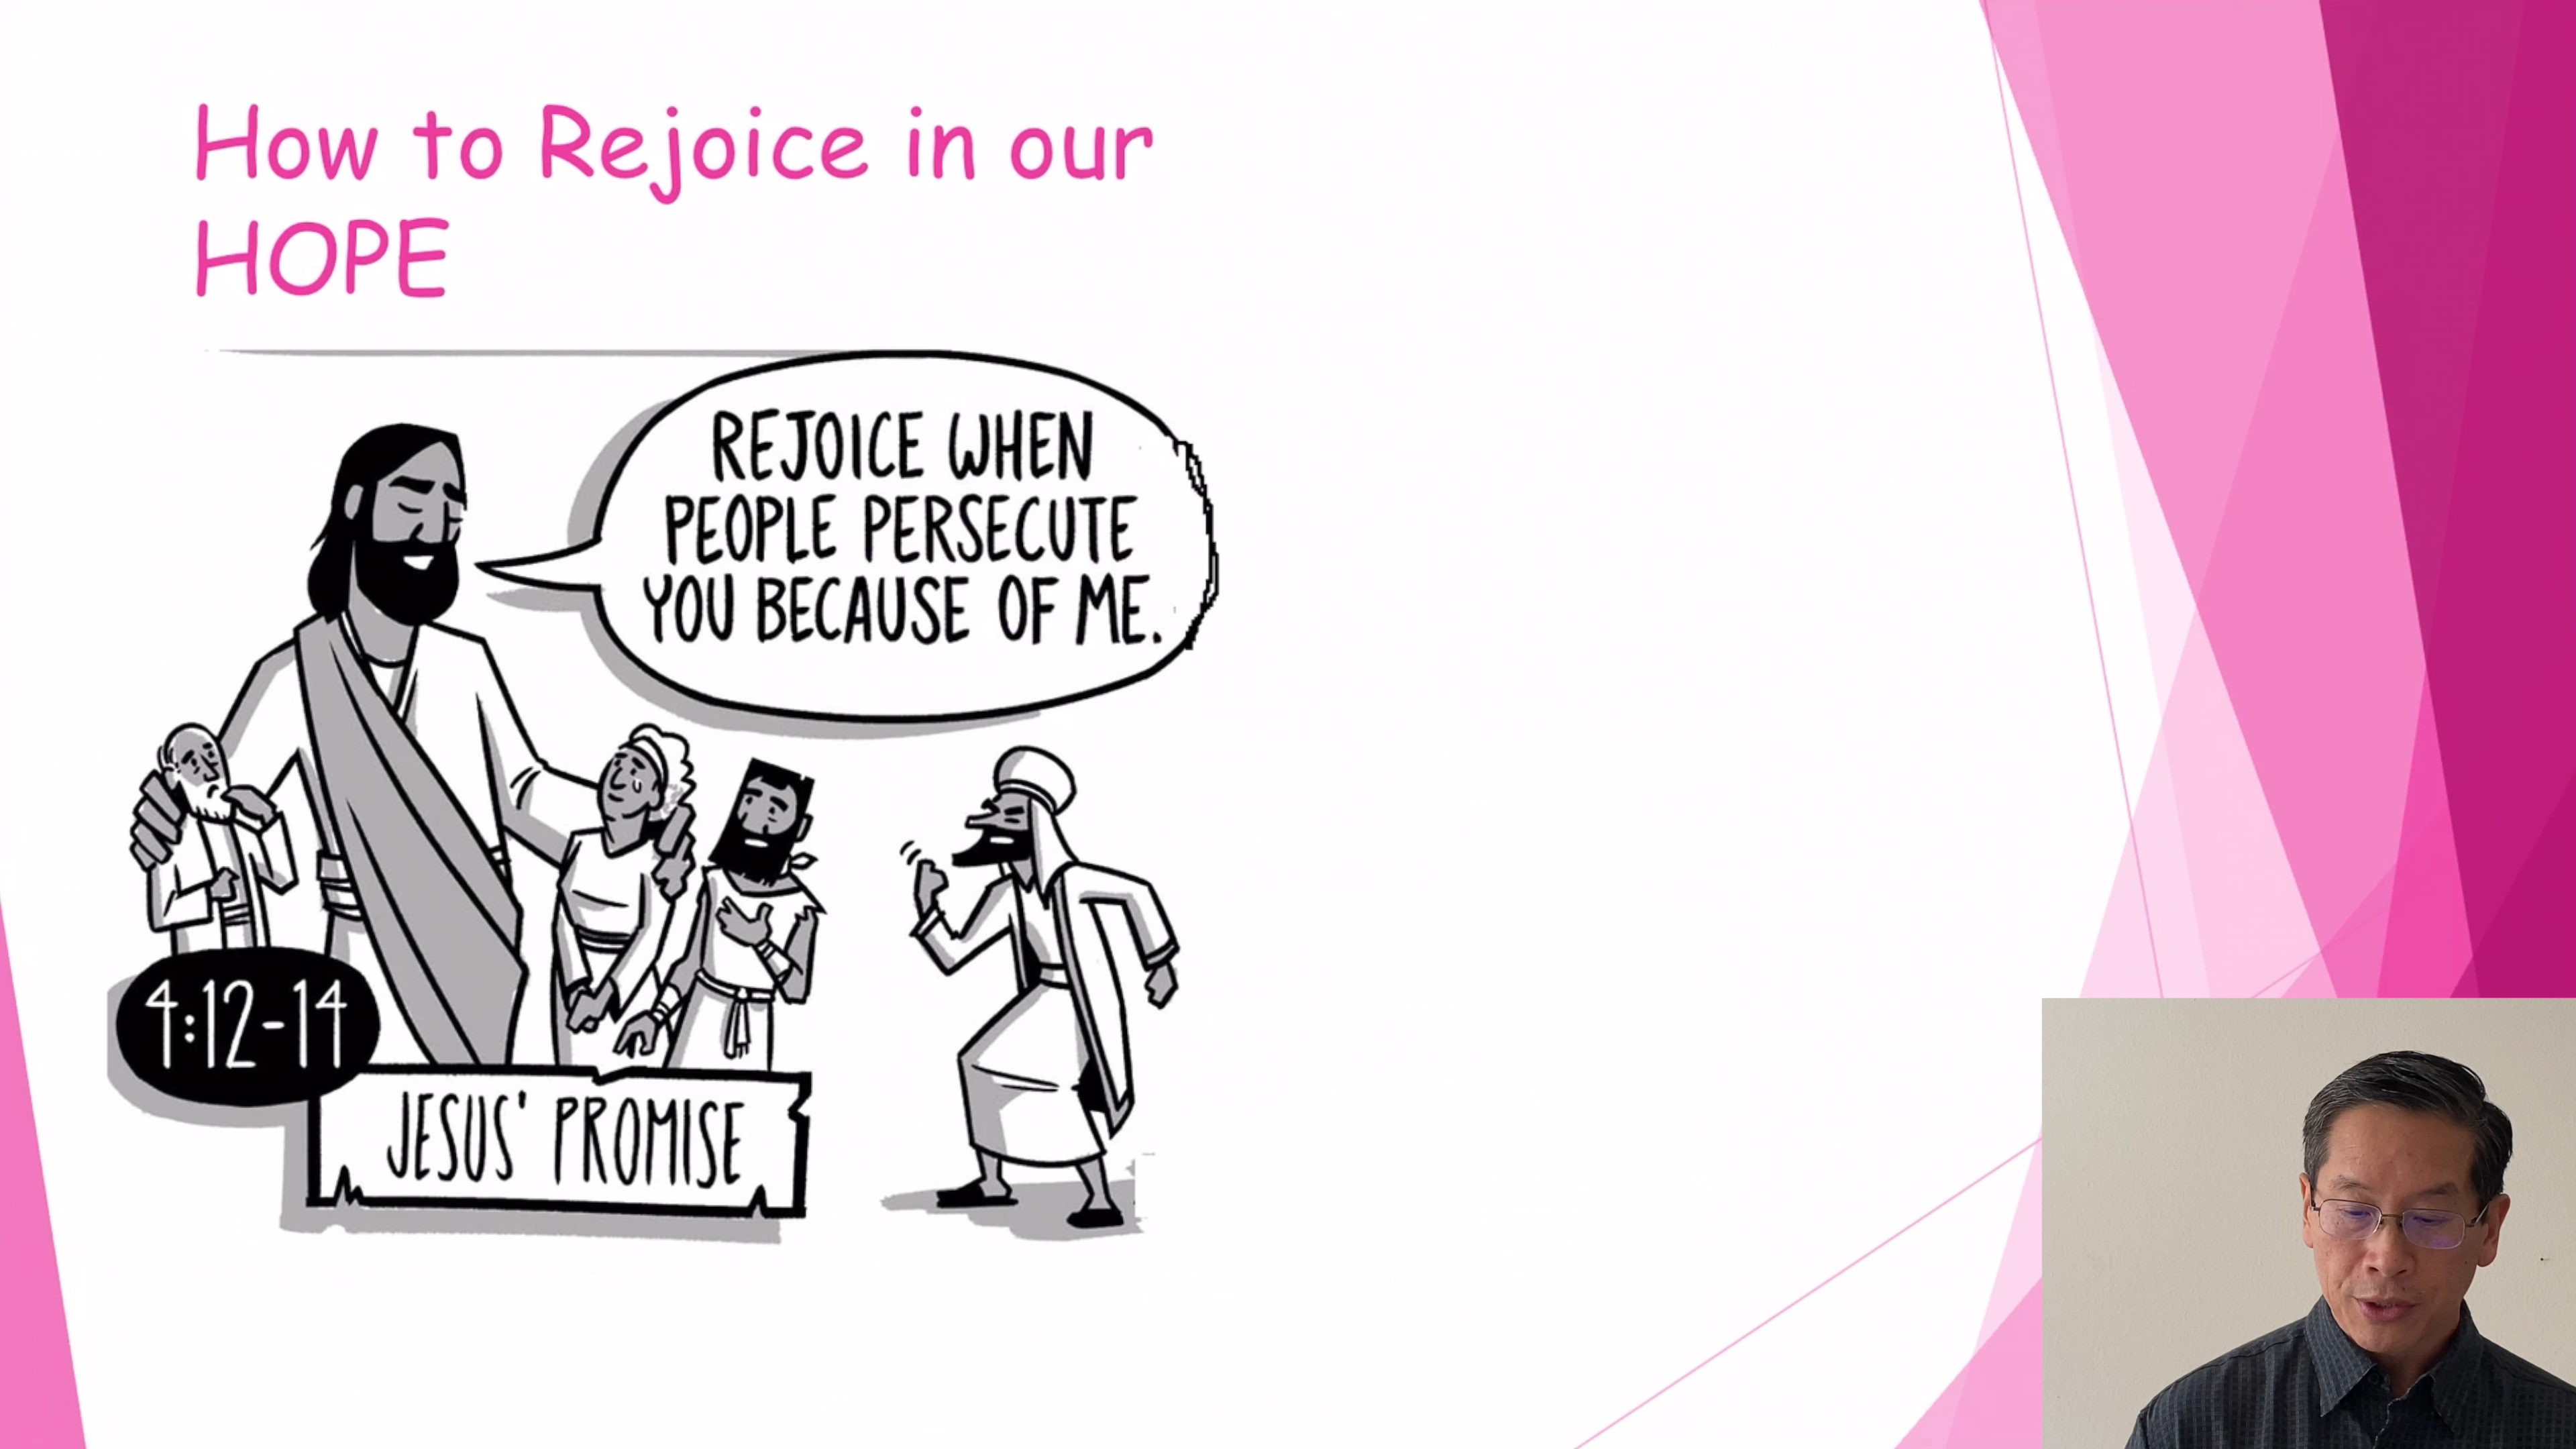 How to Rejoice in our
HOPE
REJOICE WHEN
PEOPLE PERSECUTE
YOU BECAUSE OF ME.
4:12-14
JESUS' PROMISE